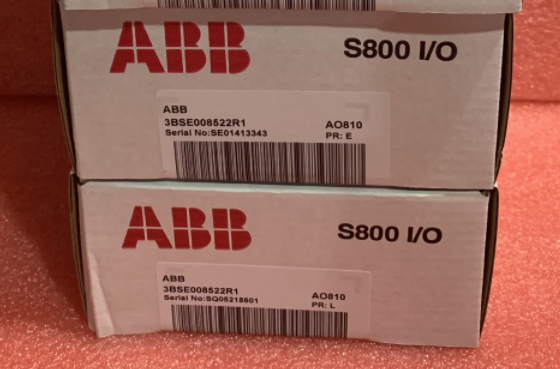 ABB S800 I/O
ABB
3BSE008522R1 AO810
Serial No:SE01413343 PR: E
ABB S800 I/O
ABB
3BSE008522R1 AO810
Serial No:SQ08218601 PR: L